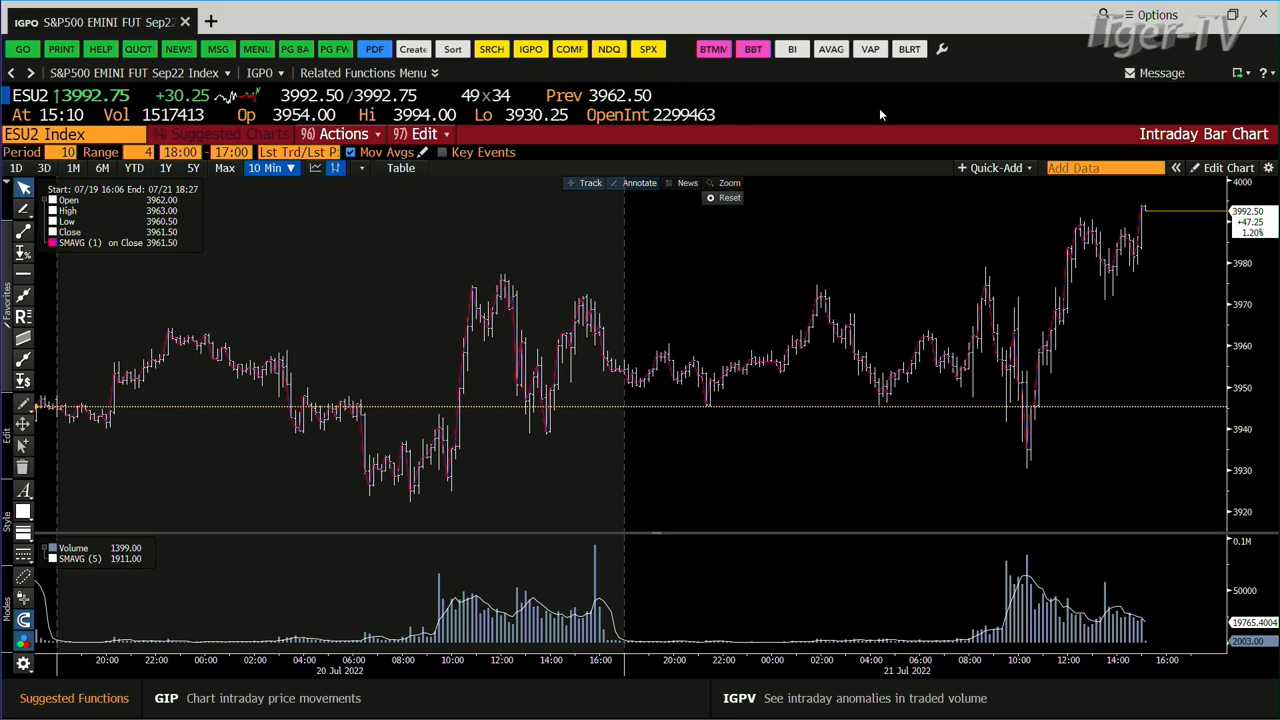 IGPO S&P500 EMINI FUT Sep22
Options
Tiger-TV
GO PRINT HELP QUOT NEWS MSG MENU PG BA PG FW PDF Create Sort SRCH IGPO COMF NDQ SPX BTMM BBT BI AVAG VAP BLRT
S&P500 EMINI FUT Sep22 Index IGPO Related Functions Menu Message
ESU2 ↑3992.75 +30.25 3992.50/3992.75 49x34 Prev 3962.50
At 15:10 Vol 1517413 Op 3954.00 Hi 3994.00 Lo 3930.25 OpenInt 2299463
ESU2 Index 94) Suggested Charts 96) Actions 97) Edit Intraday Bar Chart
Period 10 Range 4 18:00 - 17:00 Lst Trd/Lst P Mov Avgs Key Events
1D 3D 1M 6M YTD 1Y 5Y Max 10 Min ▼ Table + Quick-Add Add Data « Edit Chart
Track Annotate News Zoom
Reset
Start: 07/19 16:06 End: 07/21 18:27
Open 3962.00
High 3963.00
Low 3960.50
Close 3961.50
SMAVG (1) on Close 3961.50
4000
3992.50
+47.25
1.20%
3980
3970
3960
3950
3940
3930
3920
Favorites
Edit
Style
Modes
Volume 1399.00
SMAVG (5) 1911.00
0.1M
50000
19765.4004
2003.00
20:00 22:00 00:00 02:00 04:00 06:00 08:00 10:00 12:00 14:00 16:00 20:00 22:00 00:00 02:00 04:00 06:00 08:00 10:00 12:00 14:00 16:00
20 Jul 2022 21 Jul 2022
Suggested Functions GIP Chart intraday price movements IGPV See intraday anomalies in traded volume